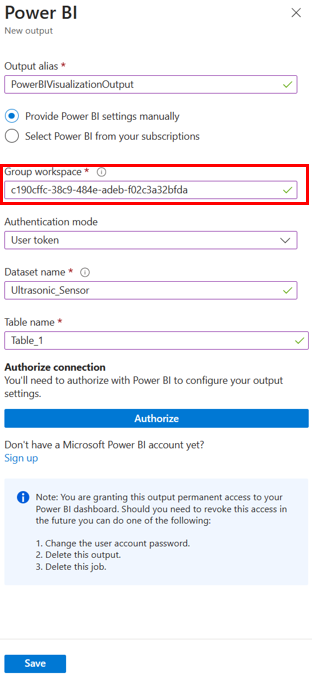 Power BI
New output
Output alias *
PowerBIVisualizationOutput
Provide Power BI settings manually
Select Power BI from your subscriptions
Group workspace *
c190cffc-38c9-484e-adeb-f02c3a32bfda
Authentication mode
User token
Dataset name *
Ultrasonic_Sensor
Table name *
Table_1
Authorize connection
You'll need to authorize with Power BI to configure your output
settings.
Authorize
Don't have a Microsoft Power BI account yet?
Sign up
Note: You are granting this output permanent access to your
Power BI dashboard. Should you need to revoke this access in
the future you can do one of the following:
1. Change the user account password.
2. Delete this output.
3. Delete this job.
Save